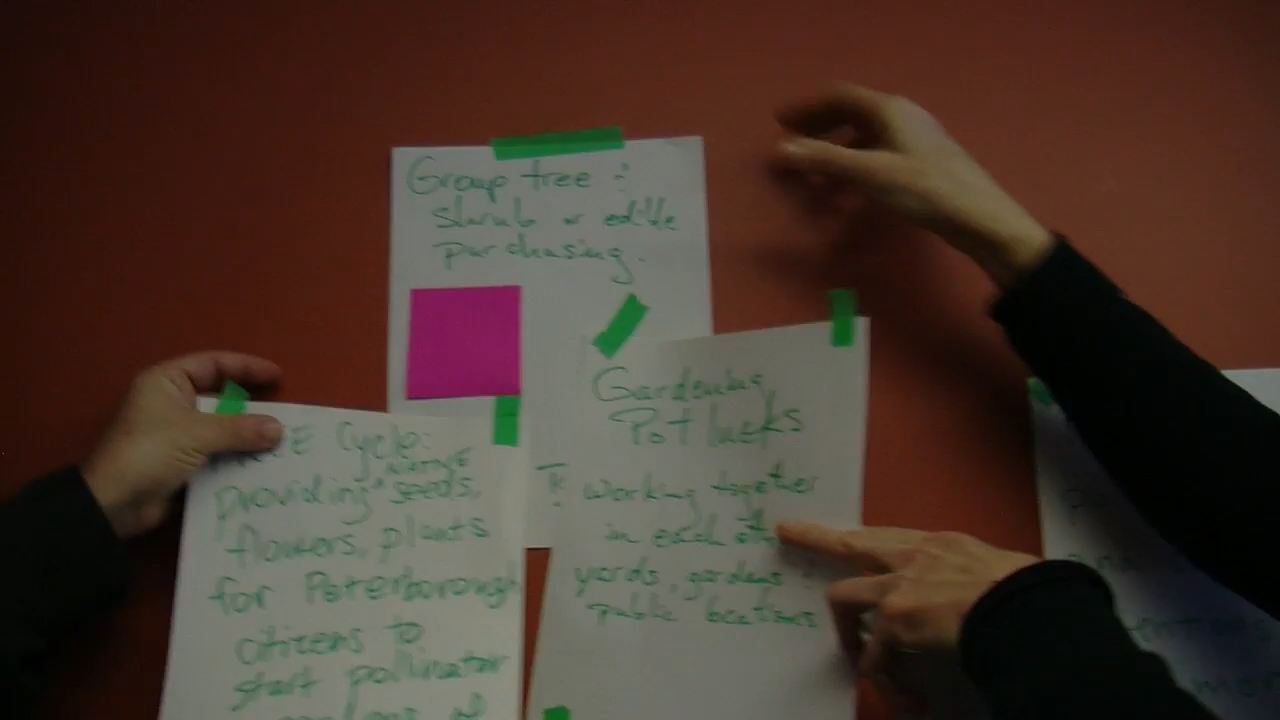 Group tree &
shrub or edible
purchasing.
Gardening
Potlucks
working together
in each
yards, gardens &
public locations
Cycle:
NATIVE
providing seeds,
flowers, plants
for Peterborough
citizens to
start pollinator